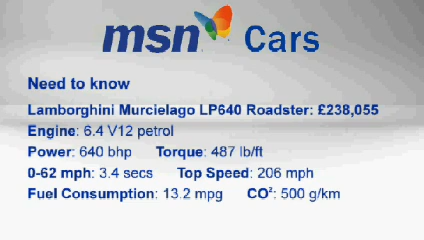 msn Cars
Need to know
Lamborghini Murcielago LP640 Roadster: £238,055
Engine: 6.4 V12 petrol
Power: 640 bhp Torque: 487 lb/ft
0-62 mph: 3.4 secs Top Speed: 206 mph
Fuel Consumption: 13.2 mpg CO²: 500 g/km